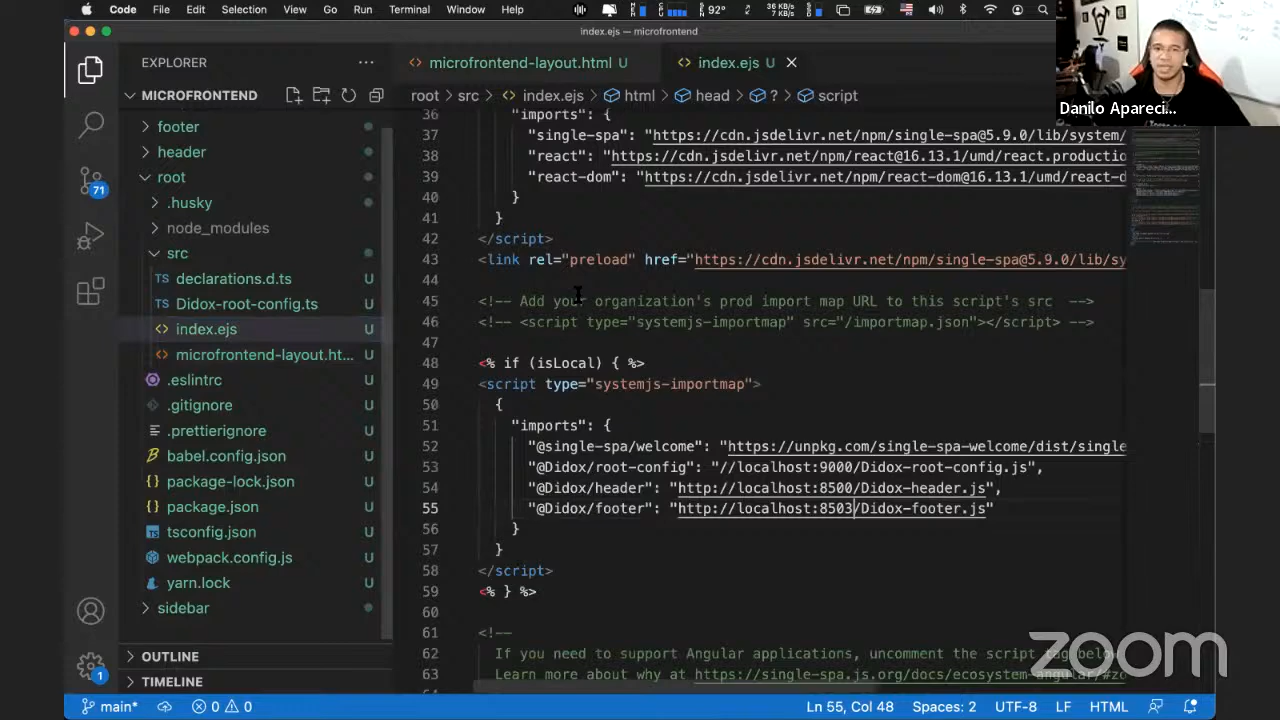 Code File Edit Selection View Go Run Terminal Window Help
92°
36 KB/s
7 KB/s
index.ejs — microfrontend
Danilo Apareci...
EXPLORER
MICROFRONTEND
footer
header
root
.husky
node_modules
src
TS declarations.d.ts U
TS Didox-root-config.ts U
index.ejs U
microfrontend-layout.ht... U
.eslintrc U
.gitignore U
.prettierignore U
babel.config.json U
package-lock.json U
package.json U
tsconfig.json U
webpack.config.js U
yarn.lock U
sidebar
OUTLINE
TIMELINE
71
1
microfrontend-layout.html U
index.ejs U
root > src > index.ejs > html > head > ? > script
36 "imports": {
37 "single-spa": "https://cdn.jsdelivr.net/npm/single-spa@5.9.0/lib/system/
38 "react": "https://cdn.jsdelivr.net/npm/react@16.13.1/umd/react.productio
39 "react-dom": "https://cdn.jsdelivr.net/npm/react-dom@16.13.1/umd/react-d
40 }
41 }
42 </script>
43 <link rel="preload" href="https://cdn.jsdelivr.net/npm/single-spa@5.9.0/lib/sy
44
45 <!-- Add your organization's prod import map URL to this script's src -->
46 <!-- <script type="systemjs-importmap" src="/importmap.json"></script> -->
47
48 <% if (isLocal) { %>
49 <script type="systemjs-importmap">
50 {
51 "imports": {
52 "@single-spa/welcome": "https://unpkg.com/single-spa-welcome/dist/single
53 "@Didox/root-config": "//localhost:9000/Didox-root-config.js",
54 "@Didox/header": "http://localhost:8500/Didox-header.js",
55 "@Didox/footer": "http://localhost:8503/Didox-footer.js"
56 }
57 }
58 </script>
59 <% } %>
60
61 <!--
62 If you need to support Angular applications, uncomment the script tag below
63 Learn more about why at https://single-spa.js.org/docs/ecosystem-angular/#zo
zoom
main* 0 0 Ln 55, Col 48 Spaces: 2 UTF-8 LF HTML